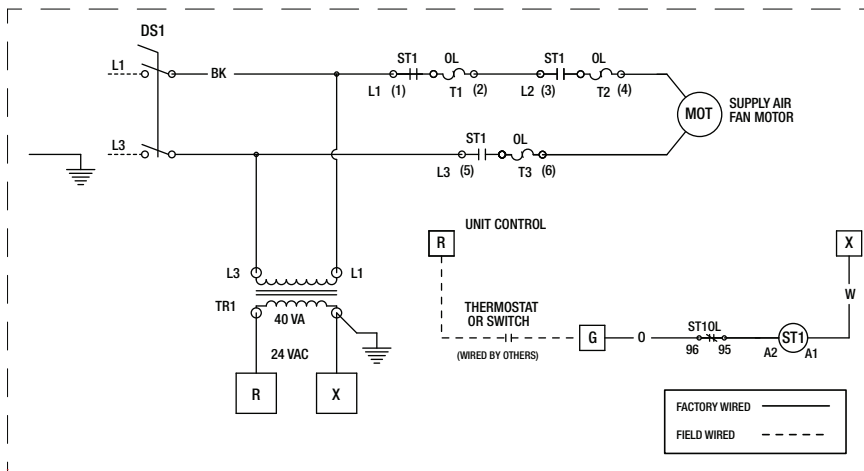 DS1
L1
BK
ST1
OL
ST1
OL
L1 (1)
T1 (2)
L2 (3)
T2 (4)
MOT
SUPPLY AIR
FAN MOTOR
L3
ST1
OL
L3 (5)
T3 (6)
R
UNIT CONTROL
X
L3
L1
TR1
40 VA
24 VAC
R
X
THERMOSTAT
OR SWITCH
(WIRED BY OTHERS)
G
O
ST1OL
96
95
A2
ST1
A1
W
FACTORY WIRED
FIELD WIRED